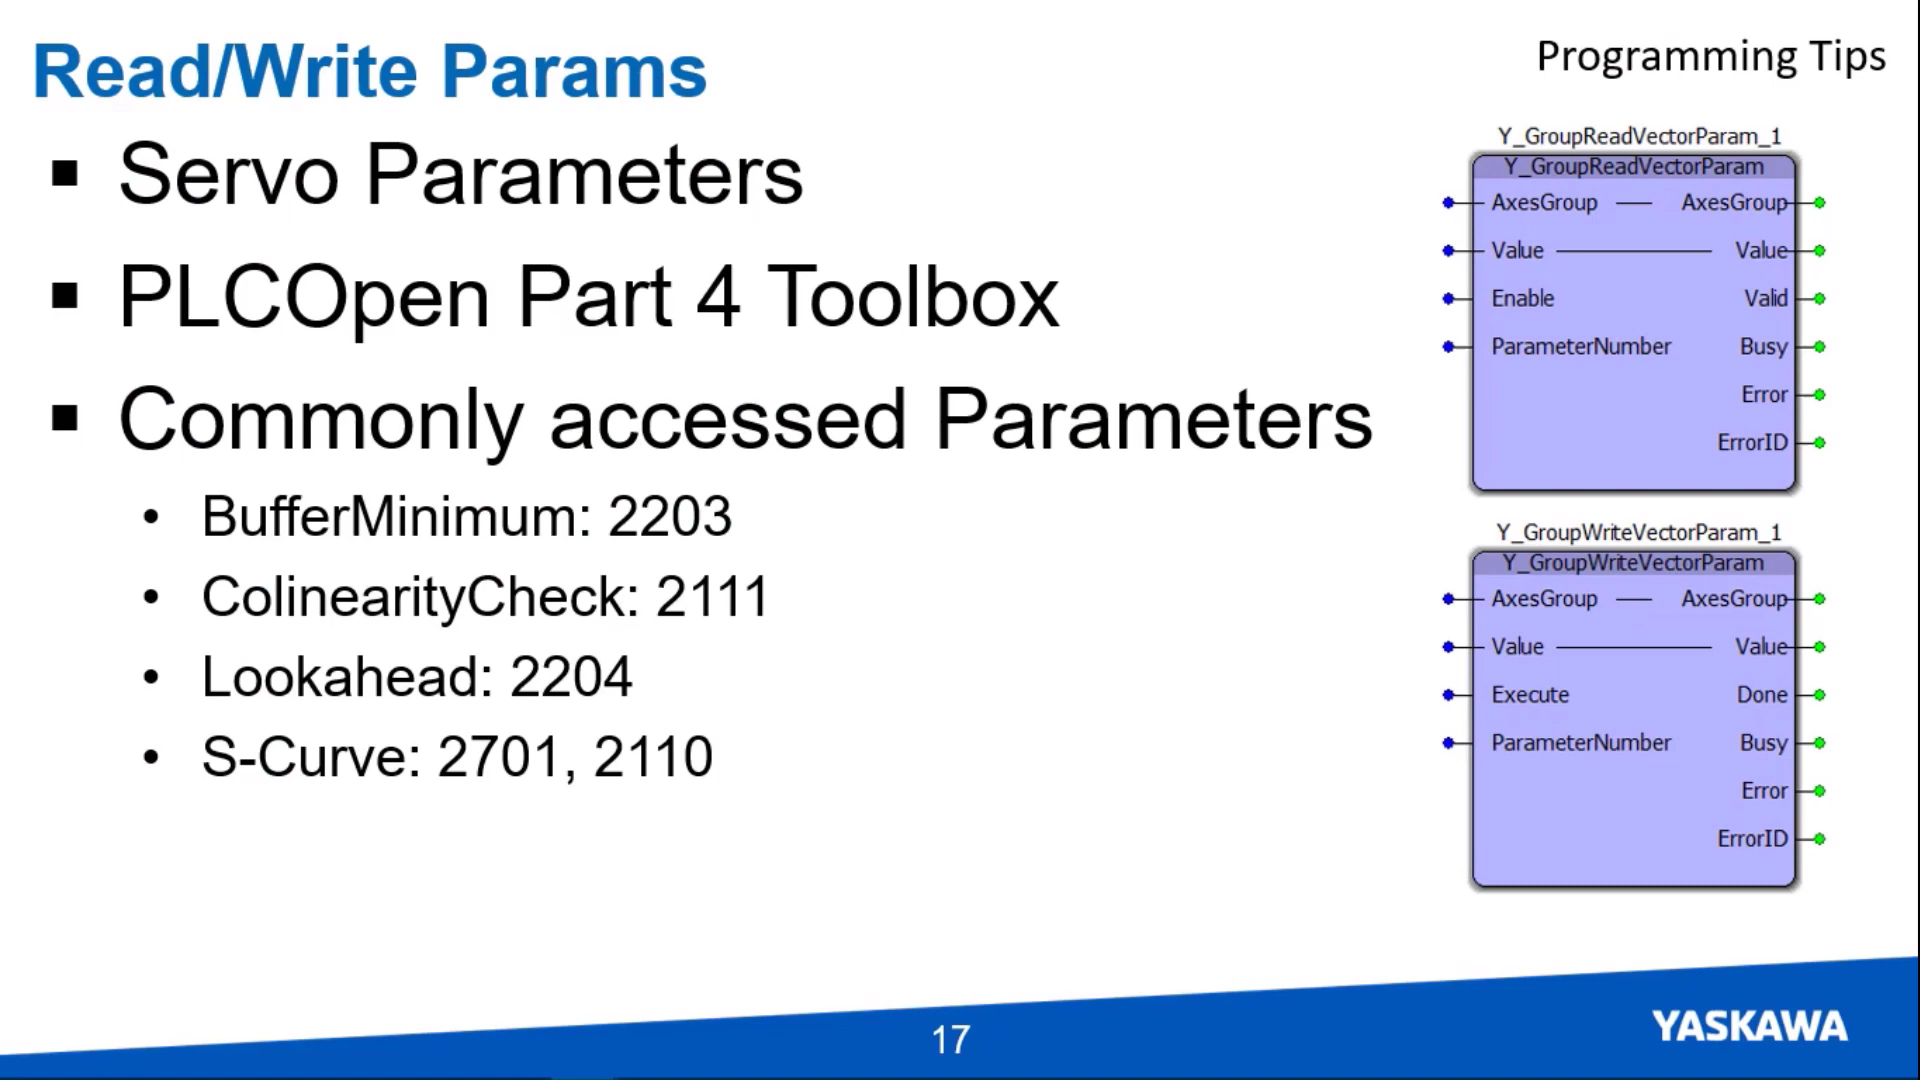 Read/Write Params
Programming Tips
▪ Servo Parameters
▪ PLCOpen Part 4 Toolbox
▪ Commonly accessed Parameters
• BufferMinimum: 2203
• ColinearityCheck: 2111
• Lookahead: 2204
• S-Curve: 2701, 2110
Y_GroupReadVectorParam_1
Y_GroupReadVectorParam
AxesGroup AxesGroup
Value Value
Enable Valid
ParameterNumber Busy
Error
ErrorID
Y_GroupWriteVectorParam_1
Y_GroupWriteVectorParam
AxesGroup AxesGroup
Value Value
Execute Done
ParameterNumber Busy
Error
ErrorID
17
YASKAWA